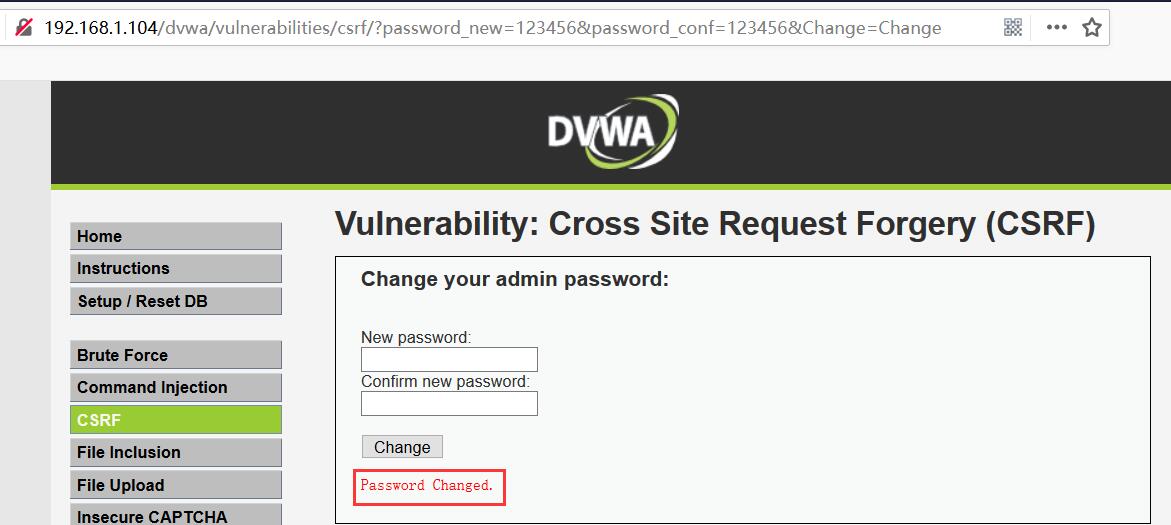 192.168.1.104/dvwa/vulnerabilities/csrf/?password_new=123456&password_conf=123456&Change=Change
DVWA
Home
Instructions
Setup / Reset DB
Brute Force
Command Injection
CSRF
File Inclusion
File Upload
Insecure CAPTCHA
Vulnerability: Cross Site Request Forgery (CSRF)
Change your admin password:
New password:
Confirm new password:
Change
Password Changed.